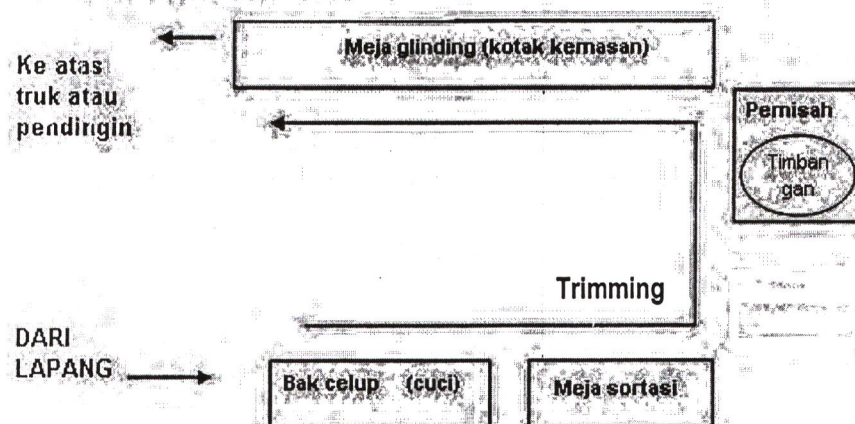 Meja glinding (kotak kemasan)
Ke atas
truk atau
pendingin
Pemisah
Timban
gan
Trimming
DARI
LAPANG
Bak celup (cuci)
Meja sortasi